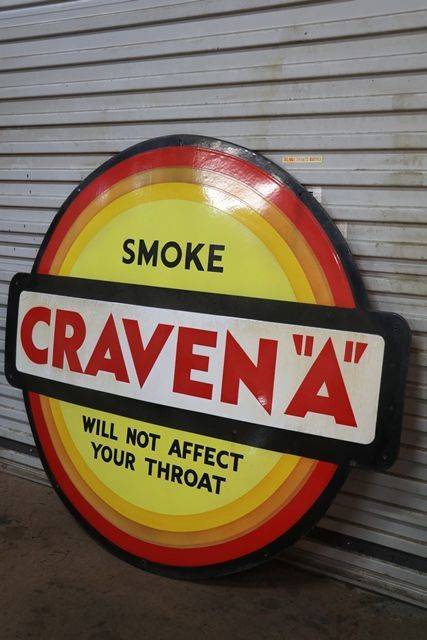 SMOKE
CRAVEN "A"
WILL NOT AFFECT
YOUR THROAT